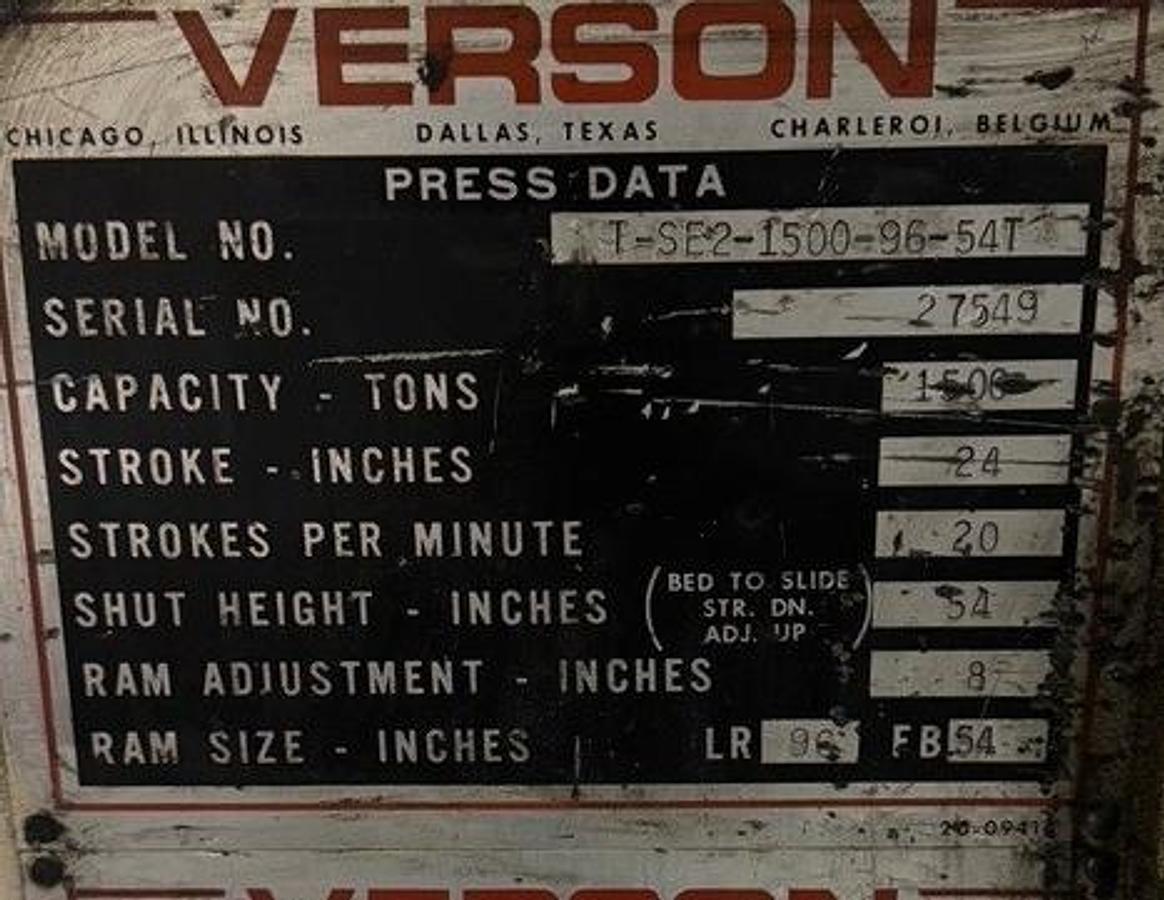 VERSON
CHICAGO, ILLINOIS DALLAS, TEXAS CHARLEROI, BELGIUM
PRESS DATA
MODEL NO. T-SE2-1500-96-54T
SERIAL NO. 27549
CAPACITY - TONS 1500
STROKE - INCHES 24
STROKES PER MINUTE 20
SHUT HEIGHT - INCHES (BED TO SLIDE STR. DN. ADJ. UP) 54
RAM ADJUSTMENT - INCHES 8
RAM SIZE - INCHES LR 96 FB 54
VERSON